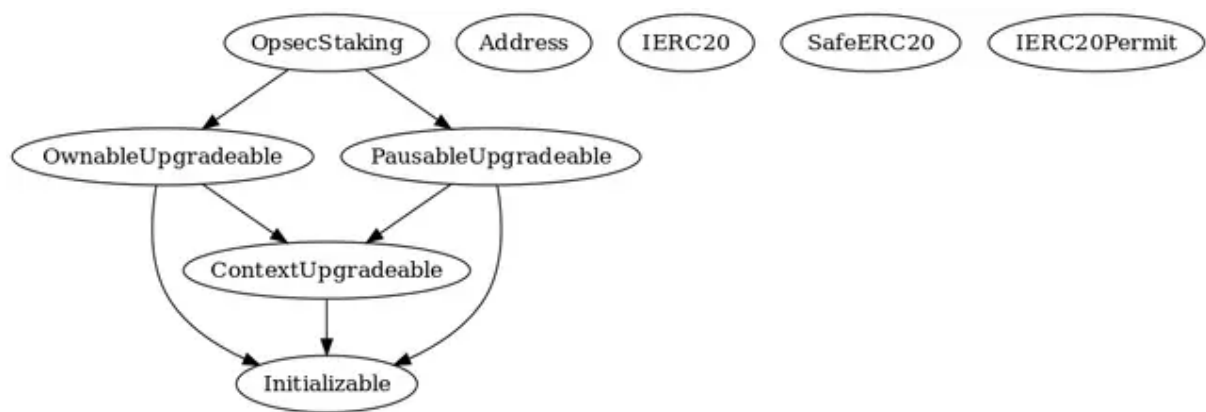 OpsecStaking
Address
IERC20
SafeERC20
IERC20Permit
OwnableUpgradeable
PausableUpgradeable
ContextUpgradeable
Initializable